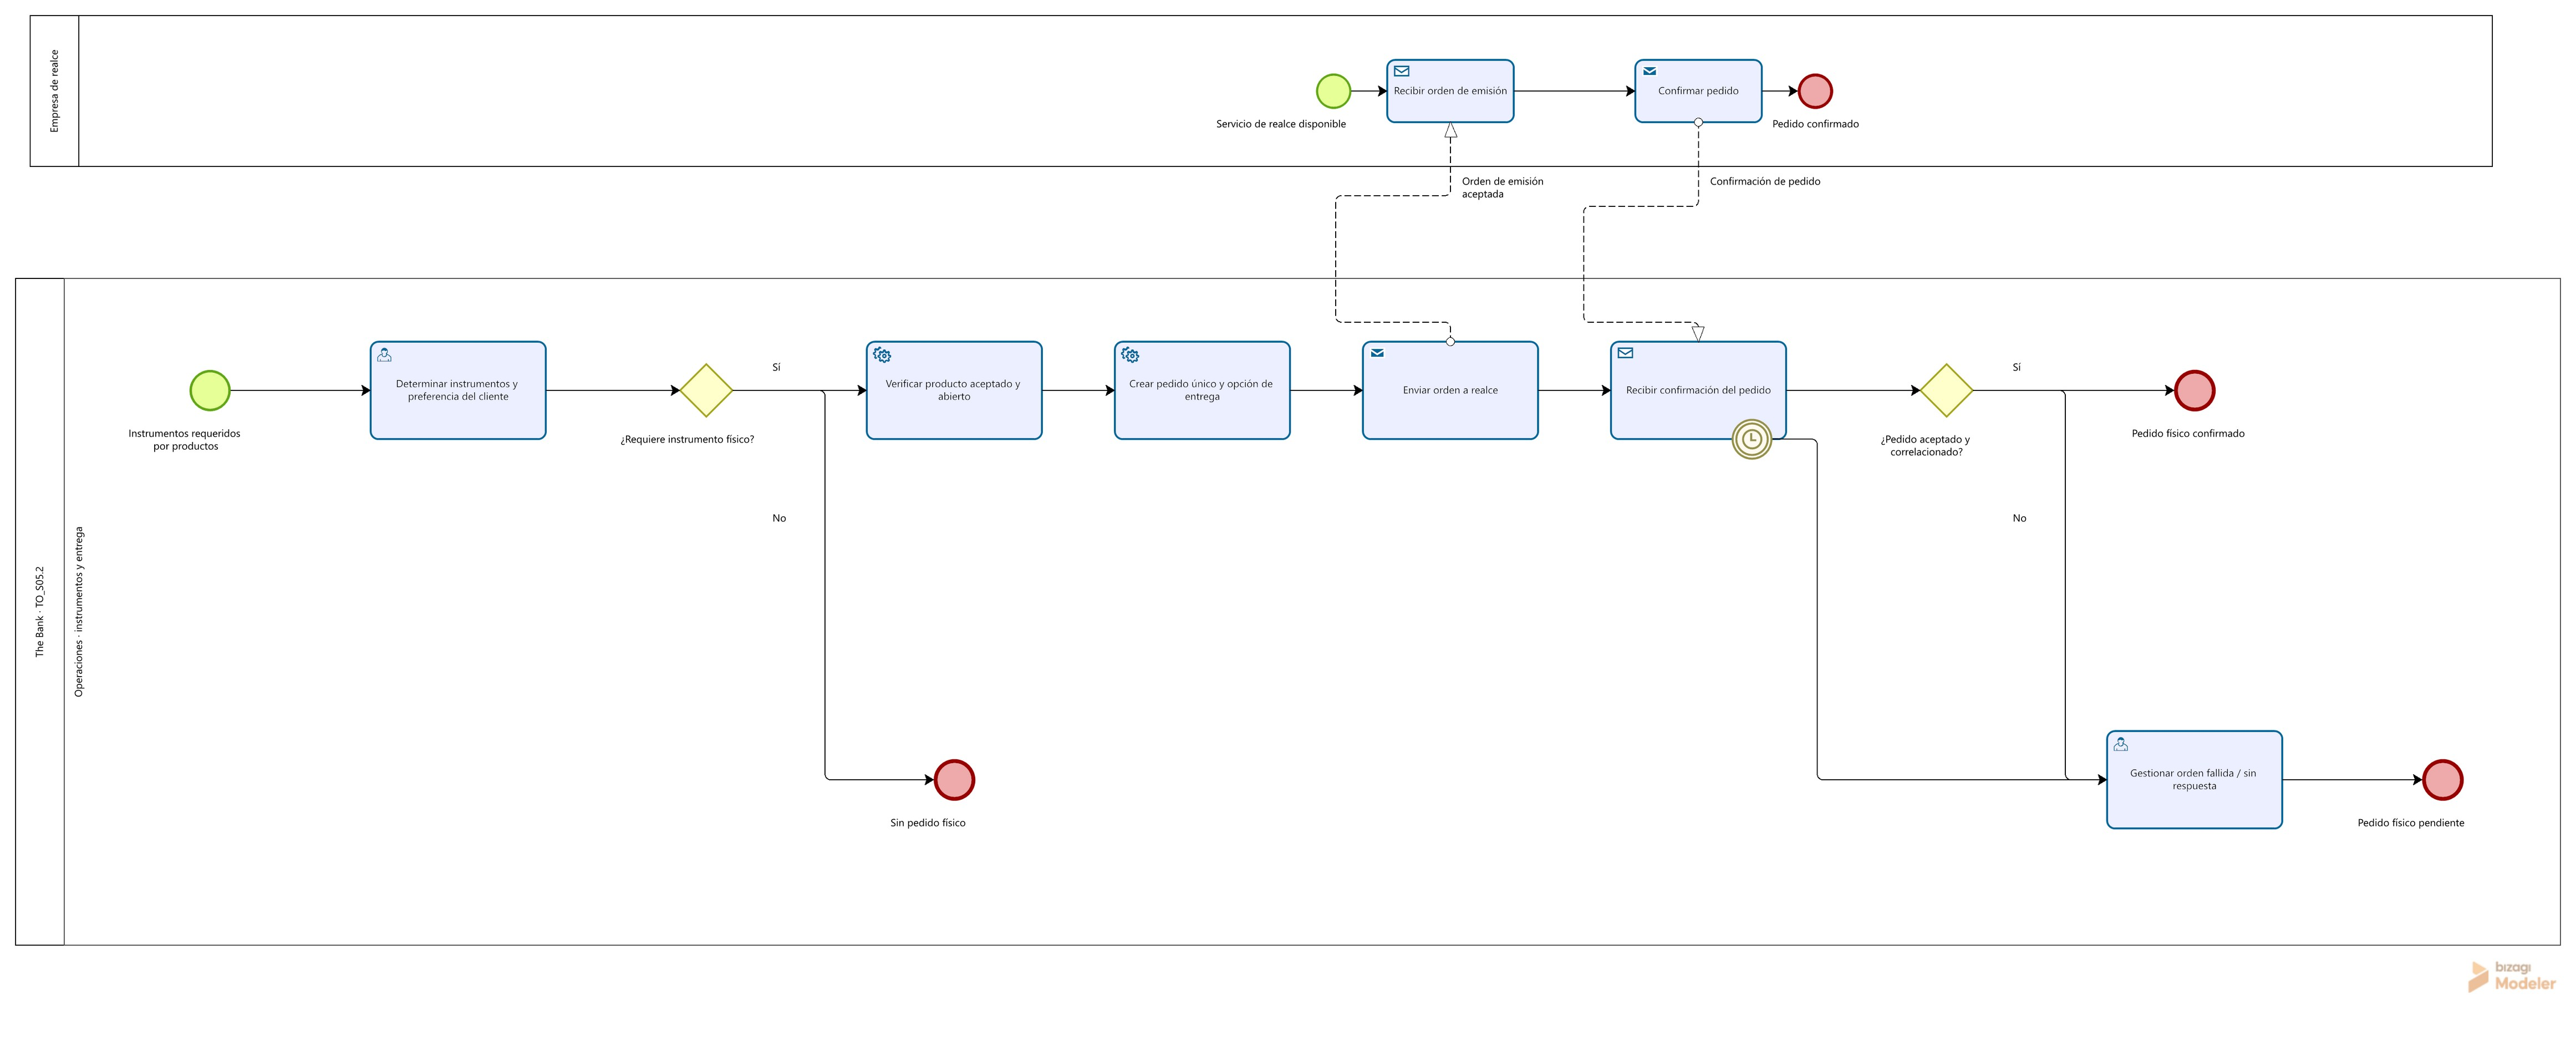 Empresa de realce
Recibir orden de emisión
Confirmar pedido
Servicio de realce disponible
Pedido confirmado
Orden de emisión
aceptada
Confirmación de pedido
The Bank · TO_S05.2
Operaciones · instrumentos y entrega
Instrumentos requeridos
por productos
Determinar instrumentos y
preferencia del cliente
¿Requiere instrumento físico?
Sí
No
Verificar producto aceptado y
abierto
Crear pedido único y opción de
entrega
Enviar orden a realce
Recibir confirmación del pedido
¿Pedido aceptado y
correlacionado?
Sí
No
Pedido físico confirmado
Sin pedido físico
Gestionar orden fallida / sin
respuesta
Pedido físico pendiente
bizagi
Modeler